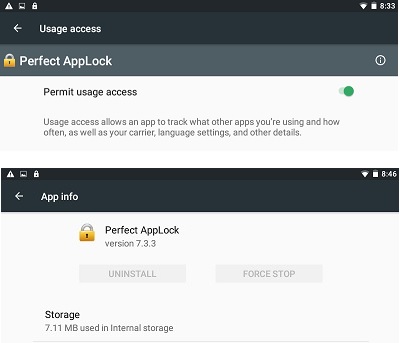 8:33
Usage access
Perfect AppLock
Permit usage access
Usage access allows an app to track what other apps you're using and how
often, as well as your carrier, language settings, and other details.
8:46
App info
Perfect AppLock
version 7.3.3
UNINSTALL FORCE STOP
Storage
7.11 MB used in Internal storage